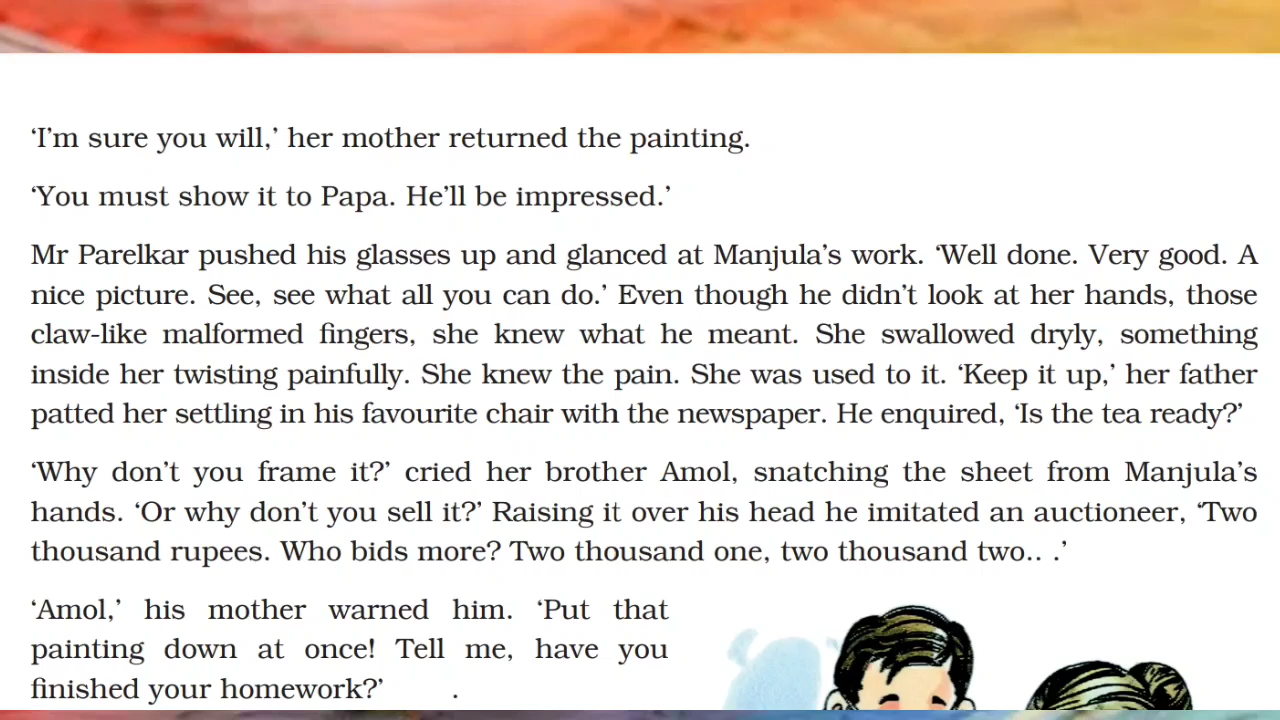 ‘I’m sure you will,’ her mother returned the painting.
‘You must show it to Papa. He’ll be impressed.’
Mr Parelkar pushed his glasses up and glanced at Manjula’s work. ‘Well done. Very good. A
nice picture. See, see what all you can do.’ Even though he didn’t look at her hands, those
claw-like malformed fingers, she knew what he meant. She swallowed dryly, something
inside her twisting painfully. She knew the pain. She was used to it. ‘Keep it up,’ her father
patted her settling in his favourite chair with the newspaper. He enquired, ‘Is the tea ready?’
‘Why don’t you frame it?’ cried her brother Amol, snatching the sheet from Manjula’s
hands. ‘Or why don’t you sell it?’ Raising it over his head he imitated an auctioneer, ‘Two
thousand rupees. Who bids more? Two thousand one, two thousand two.. .’
‘Amol,’ his mother warned him. ‘Put that
painting down at once! Tell me, have you
finished your homework?’ .